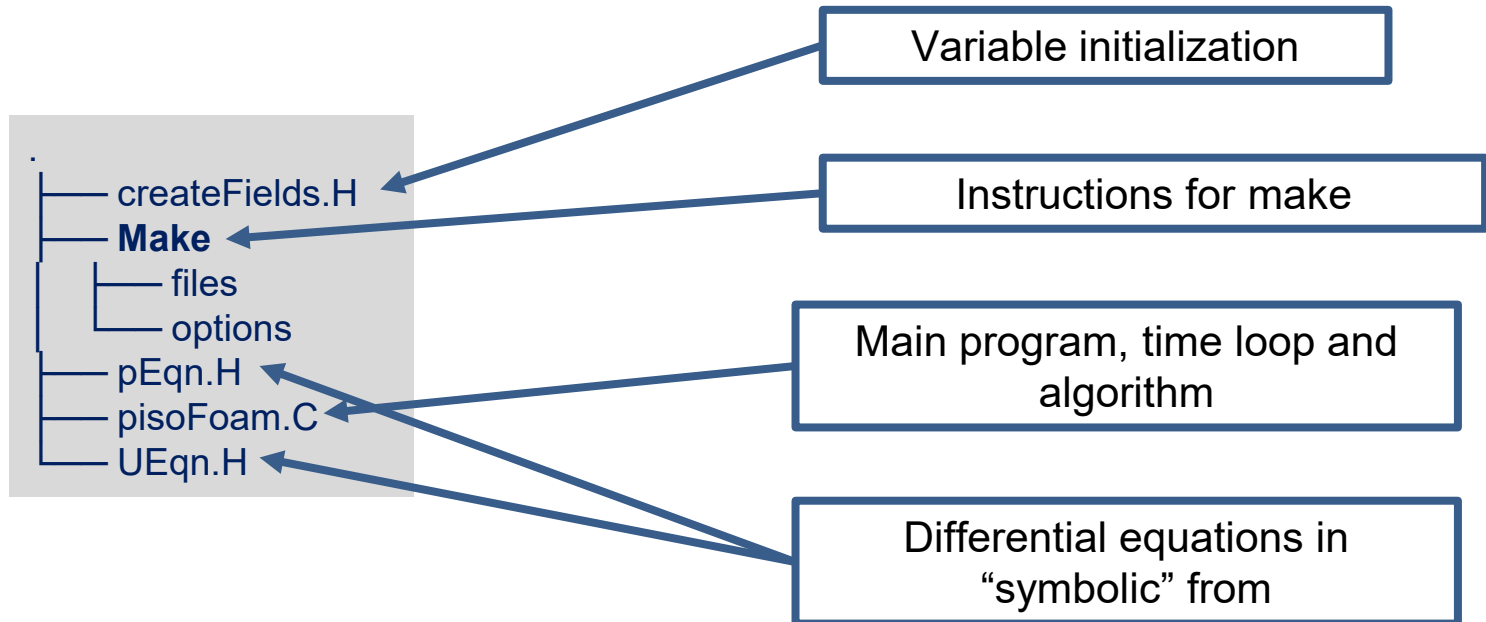 .
├── createFields.H
├── Make
│   ├── files
│   └── options
├── pEqn.H
├── pisoFoam.C
└── UEqn.H
Variable initialization
Instructions for make
Main program, time loop and
algorithm
Differential equations in
“symbolic” from